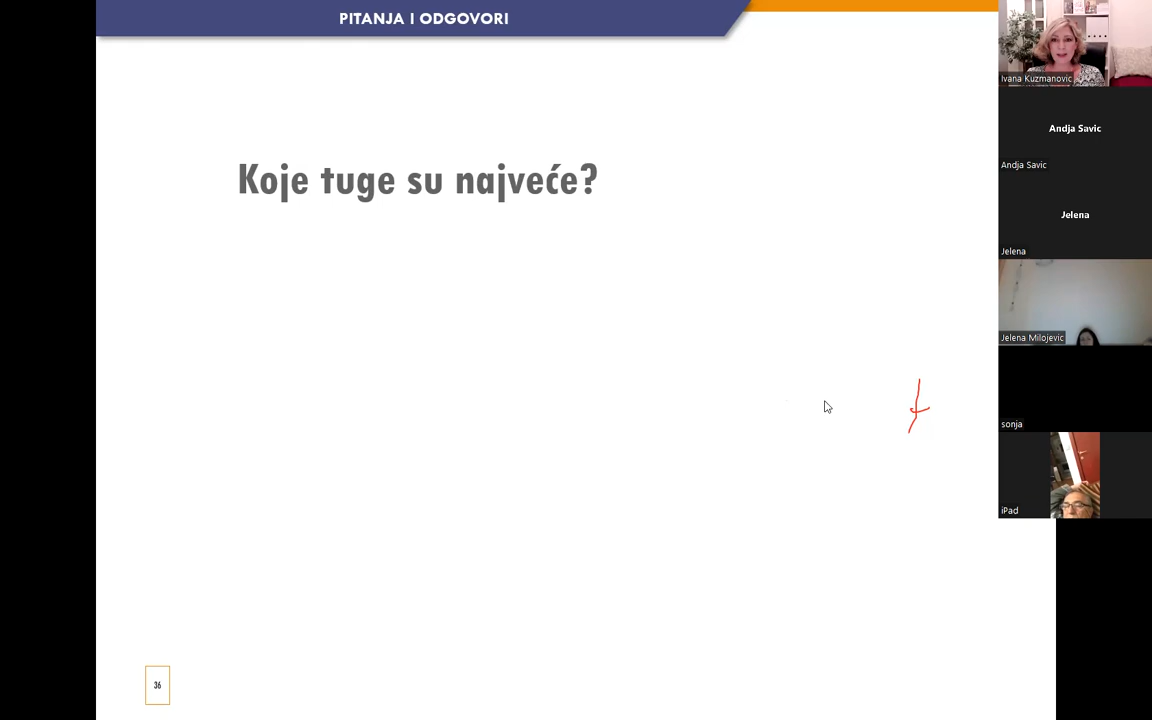 PITANJA I ODGOVORI
Koje tuge su najveće?
36
Ivana Kuzmanovic
Andja Savic
Andja Savic
Jelena
Jelena
Jelena Milojevic
sonja
iPad